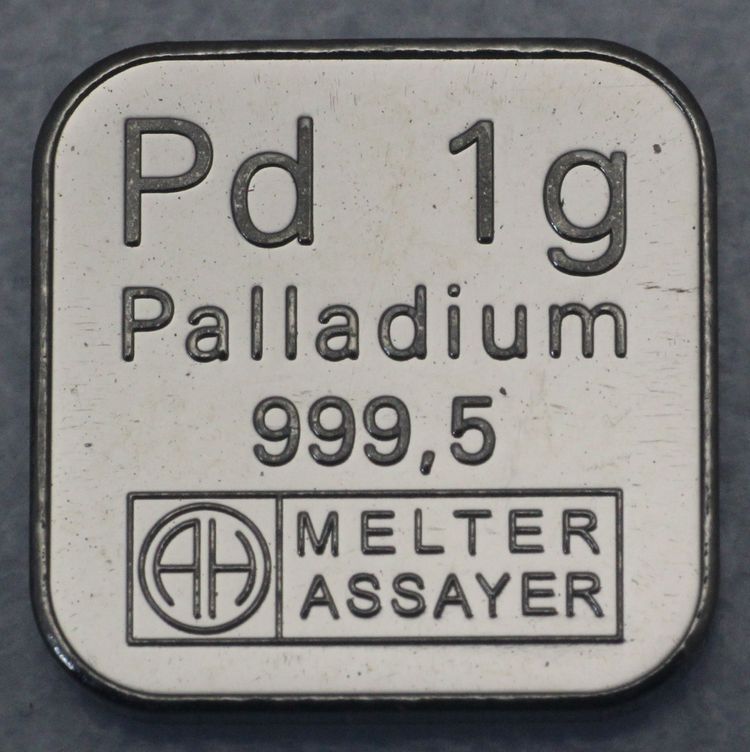 Pd 1g
Palladium
999,5
AH MELTER
ASSAYER